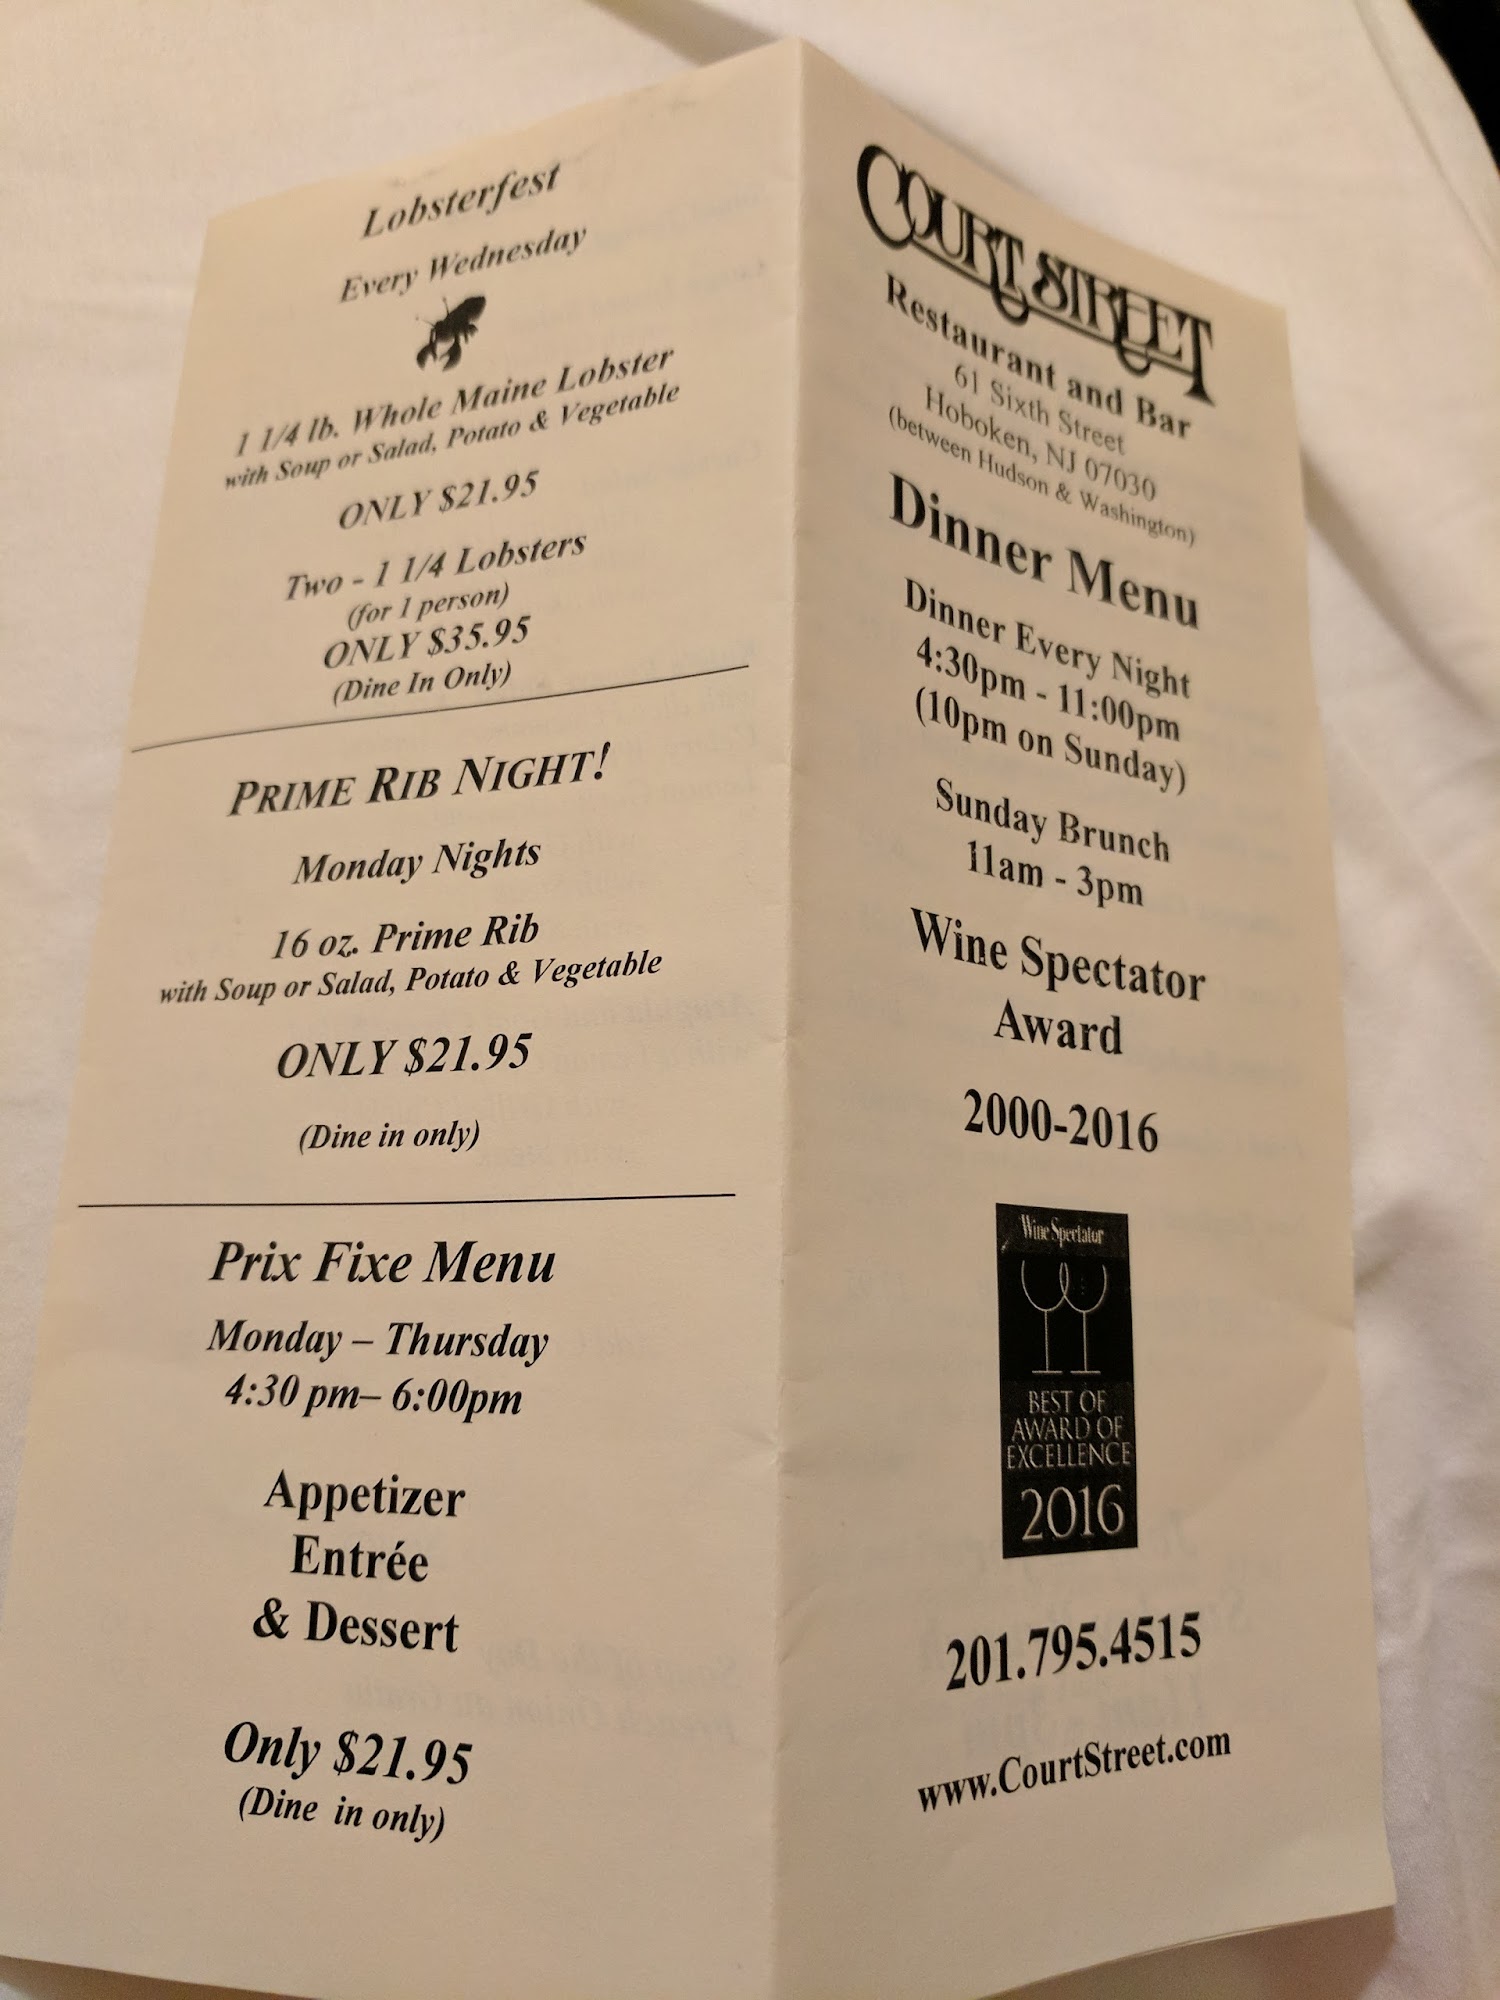 Lobsterfest
Every Wednesday
1 1/4 lb. Whole Maine Lobster
with Soup or Salad, Potato & Vegetable
ONLY $21.95
Two - 1 1/4 Lobsters
(for 1 person)
ONLY $35.95
(Dine In Only)
PRIME RIB NIGHT!
Monday Nights
16 oz. Prime Rib
with Soup or Salad, Potato & Vegetable
ONLY $21.95
(Dine in only)
Prix Fixe Menu
Monday – Thursday
4:30 pm– 6:00pm
Appetizer
Entrée
& Dessert
Only $21.95
(Dine in only)
COURT STREET
Restaurant and Bar
61 Sixth Street
Hoboken, NJ 07030
(between Hudson & Washington)
Dinner Menu
Dinner Every Night
4:30pm - 11:00pm
(10pm on Sunday)
Sunday Brunch
11am - 3pm
Wine Spectator
Award
2000-2016
Wine Spectator
BEST OF
AWARD OF
EXCELLENCE
2016
201.795.4515
www.CourtStreet.com